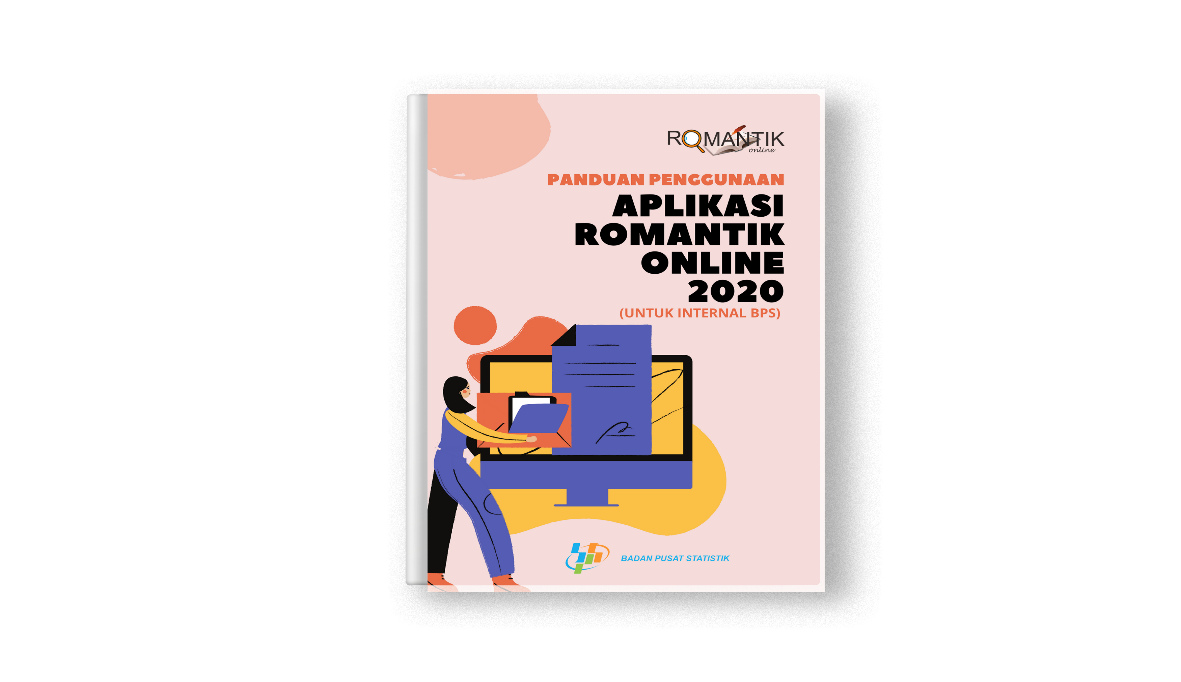 ROMANTIK
online
PANDUAN PENGGUNAAN
APLIKASI
ROMANTIK
ONLINE
2020
(UNTUK INTERNAL BPS)
BADAN PUSAT STATISTIK